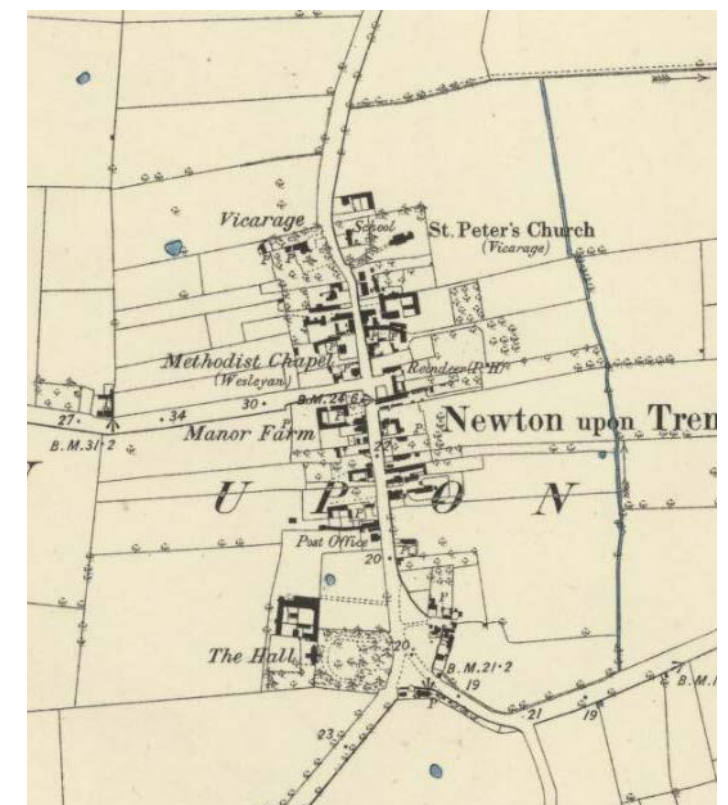 Vicarage
School
St. Peter's Church
(Vicarage)
P
P
Methodist Chapel
(Wesleyan)
P
Reindeer (P.H)
B.M.24.6
30
34
27
B.M.31.2
Manor Farm
P
P
P
Newton upon Tren
U P O N
Post Office
P
20
P
P
The Hall
20
B.M.21.2
19
B.M.1
P
21
19
23